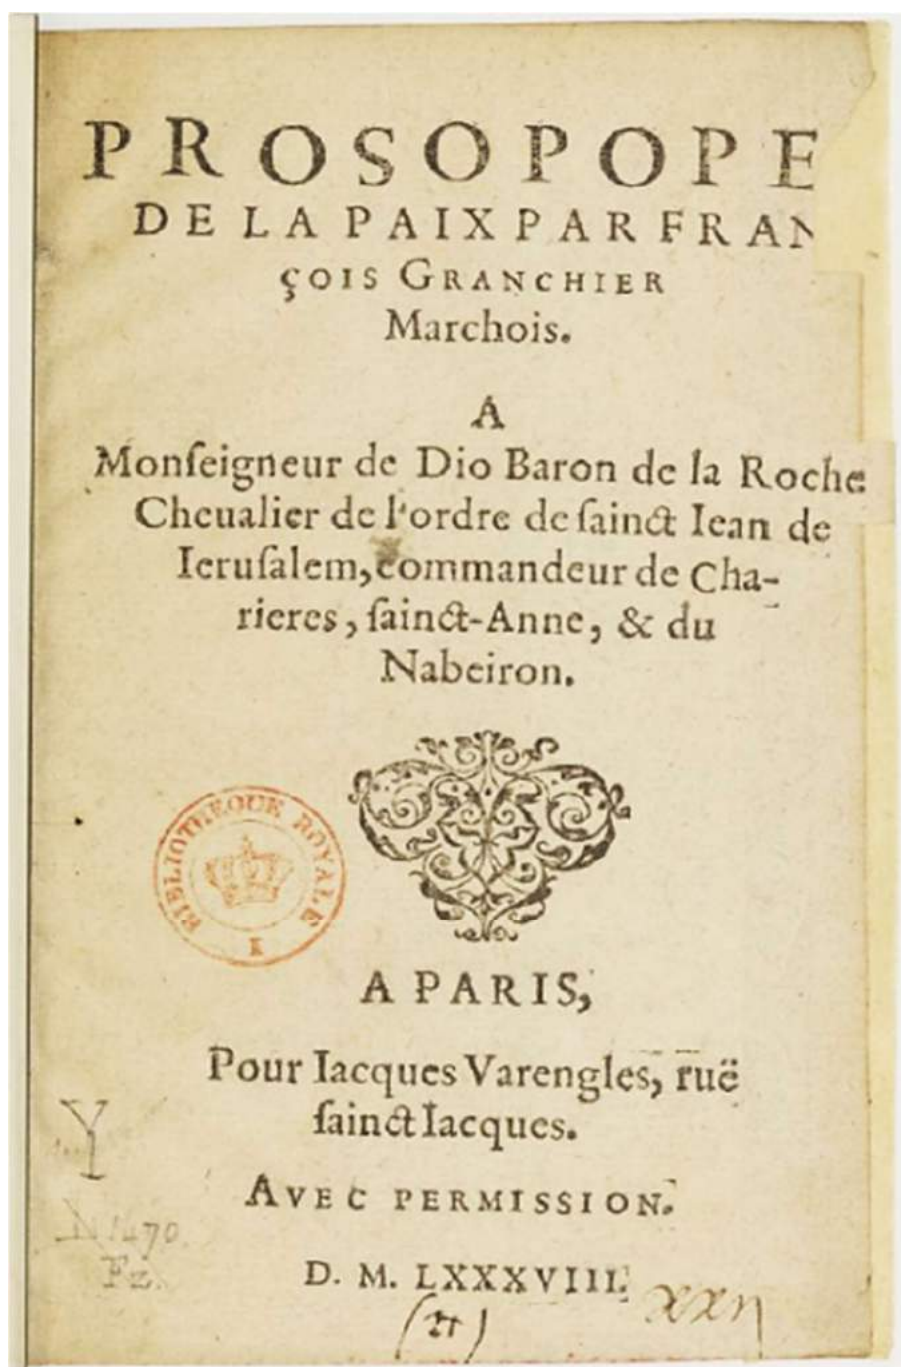 PROSOPOPE
DE LA PAIX PAR FRAN
çOIS GRANCHIER
Marchois.
A
Monſeigneur de Dio Baron de la Roche
Cheualier de l'ordre de ſainct Iean de
Ieruſalem, commandeur de Cha-
rieres, ſainct-Anne, & du
Nabeiron.
BIBLIOTHEQUE ROYALE
I
A PARIS,
Pour Iacques Varengles, ruë
ſainct Iacques.
AVEC PERMISSION.
D. M. LXXXVIII.
Y